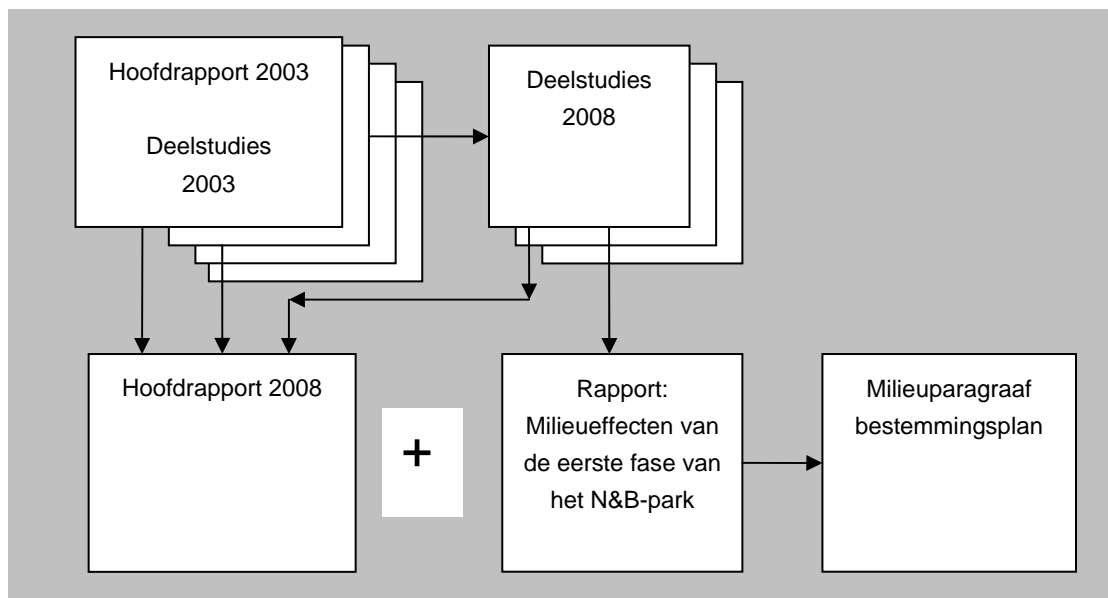 Hoofdrapport 2003
Deelstudies
2003
Deelstudies
2008
Hoofdrapport 2008
+
Rapport:
Milieueffecten van
de eerste fase van
het N&B-park
Milieuparagraaf
bestemmingsplan